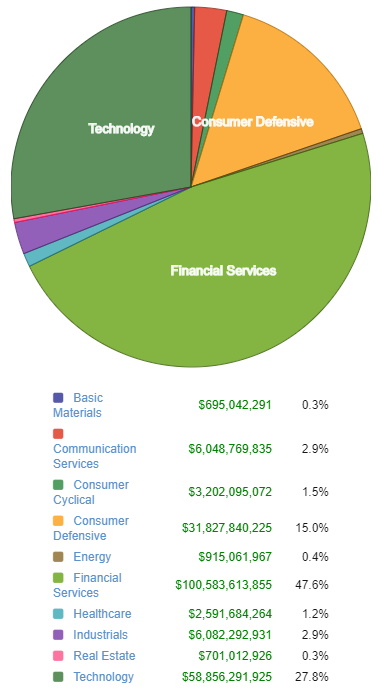 Technology
Consumer Defensive
Financial Services
Basic
Materials
$695,042,291 0.3%
Communication
Services
$6,048,769,835 2.9%
Consumer
Cyclical
$3,202,095,072 1.5%
Consumer
Defensive
$31,827,840,225 15.0%
Energy $915,061,967 0.4%
Financial
Services
$100,583,613,855 47.6%
Healthcare $2,591,684,264 1.2%
Industrials $6,082,292,931 2.9%
Real Estate $701,012,926 0.3%
Technology $58,856,291,925 27.8%